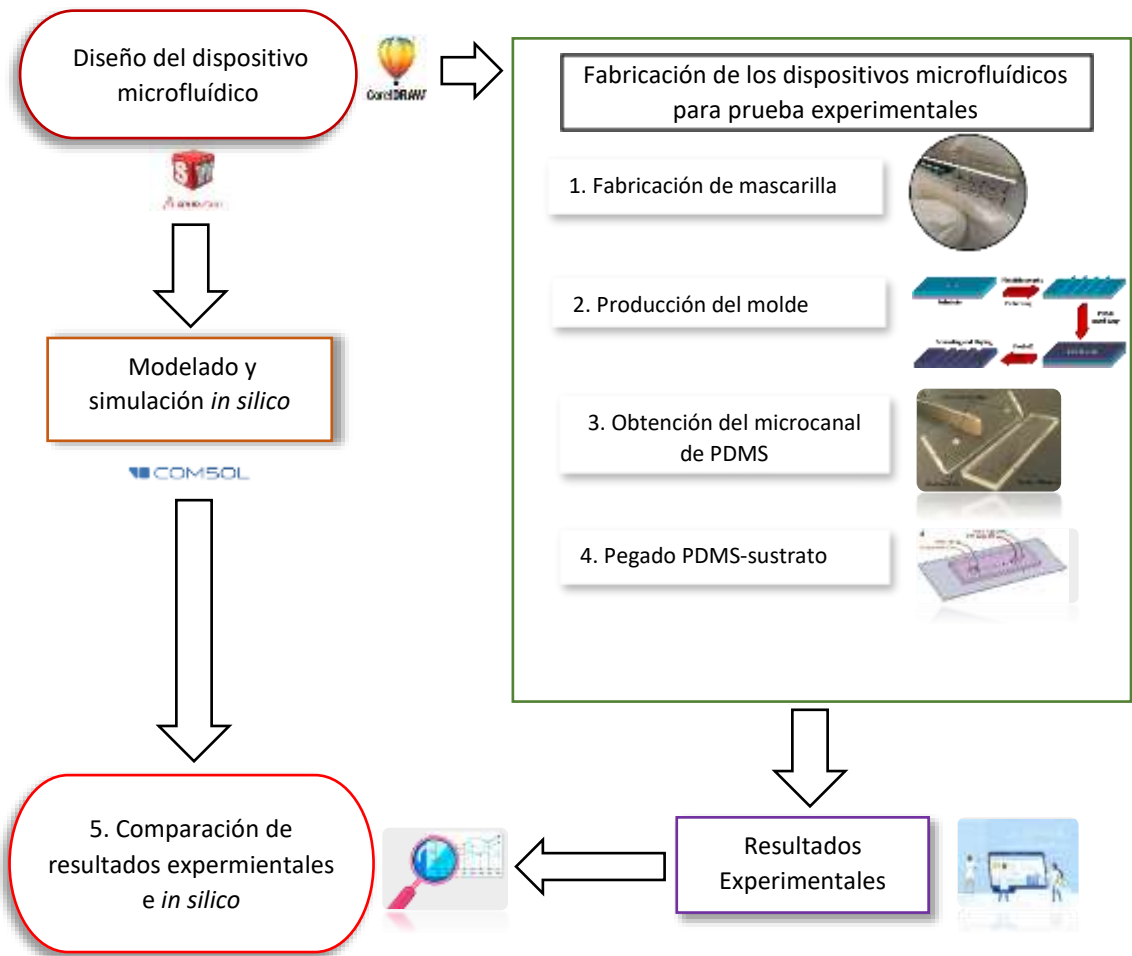 Diseño del dispositivo
microfluídico
CorelDRAW
Fabricación de los dispositivos microfluídicos
para prueba experimentales
1. Fabricación de mascarilla
2. Producción del molde
3. Obtención del microcanal
de PDMS
4. Pegado PDMS-sustrato
Modelado y
simulación in silico
COMSOL
5. Comparación de
resultados expermientales
e in silico
Resultados
Experimentales